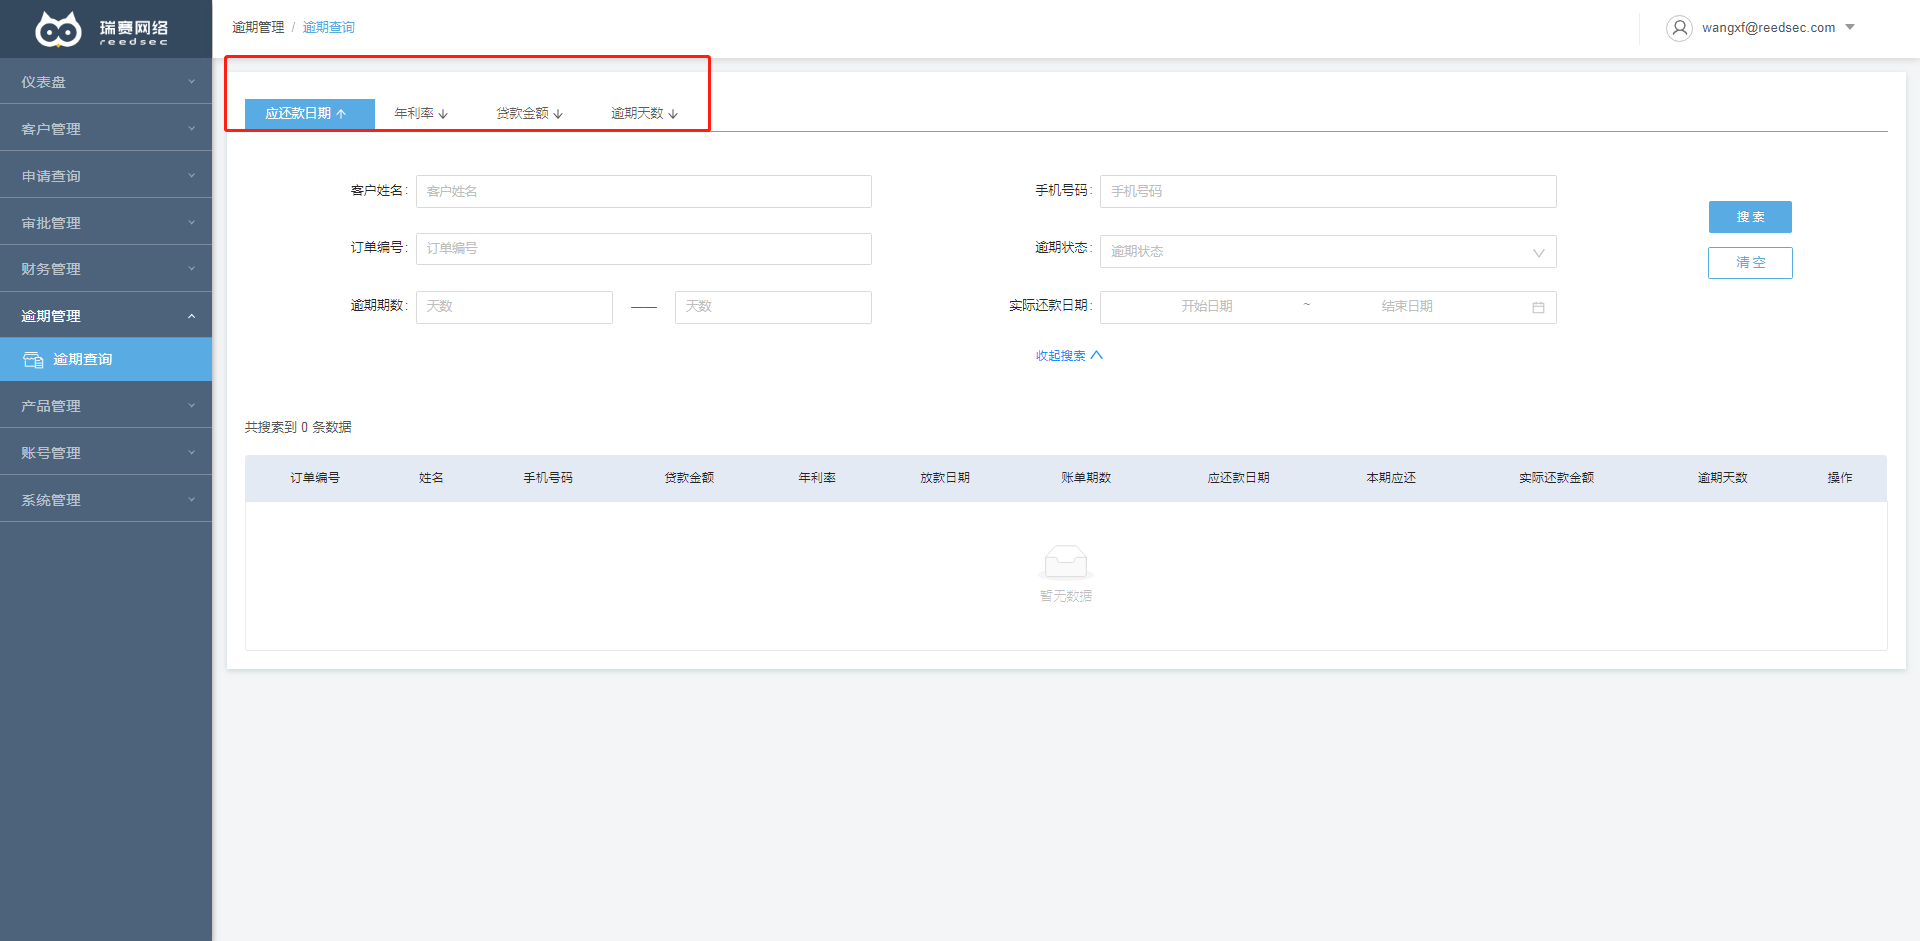 瑞赛网络
reedsec
逾期管理 / 逾期查询
wangxf@reedsec.com
仪表盘
客户管理
申请查询
审批管理
财务管理
逾期管理
逾期查询
产品管理
账号管理
系统管理
应还款日期 年利率 贷款金额 逾期天数
客户姓名: 客户姓名 手机号码: 手机号码
搜 索
订单编号: 订单编号 逾期状态: 逾期状态
清 空
逾期期数: 天数 —— 天数 实际还款日期: 开始日期 ~ 结束日期
收起搜索
共搜索到 0 条数据
订单编号 姓名 手机号码 贷款金额 年利率 放款日期 账单期数 应还款日期 本期应还 实际还款金额 逾期天数 操作
暂无数据